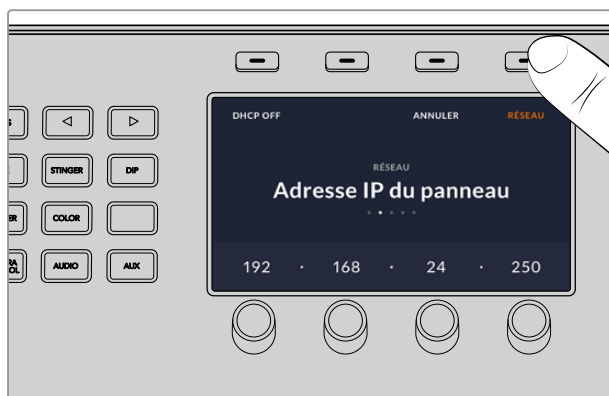 DHCP OFF
ANNULER
RÉSEAU
RÉSEAU
Adresse IP du panneau
192 · 168 · 24 · 250
STINGER
DIP
COLOR
AUDIO
AUX